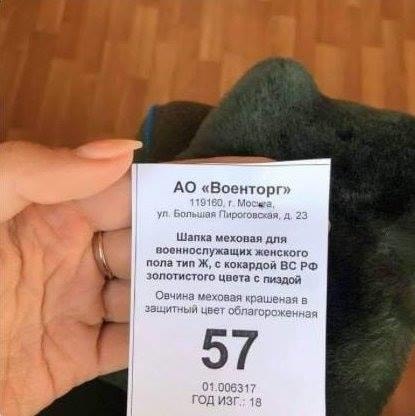 АО «Военторг»
119160, г. Москва,
ул. Большая Пироговская, д. 23
Шапка меховая для
военнослужащих женского
пола тип Ж, с кокардой ВС РФ
золотистого цвета с пиздой
Овчина меховая крашеная в
защитный цвет облагороженная
57
01.006317
ГОД ИЗГ.: 18